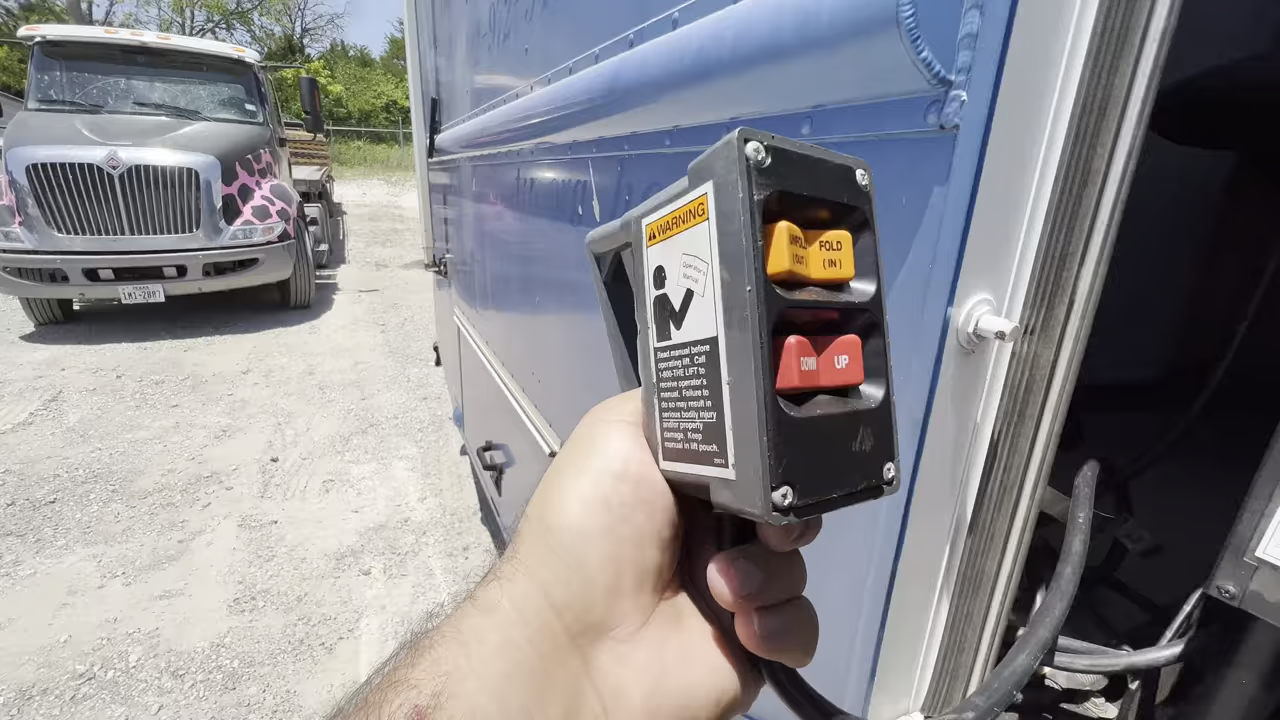 TEXAS
1M1-2887
WARNING
Operator's
Manual
Read manual before
operating lift. Call
1-800-THE LIFT to
receive operator's
manual. Failure to
do so may result in
serious bodily injury
and/or property
damage. Keep
manual in lift pouch.
UNFOLD
(OUT)
FOLD
(IN)
DOWN
UP